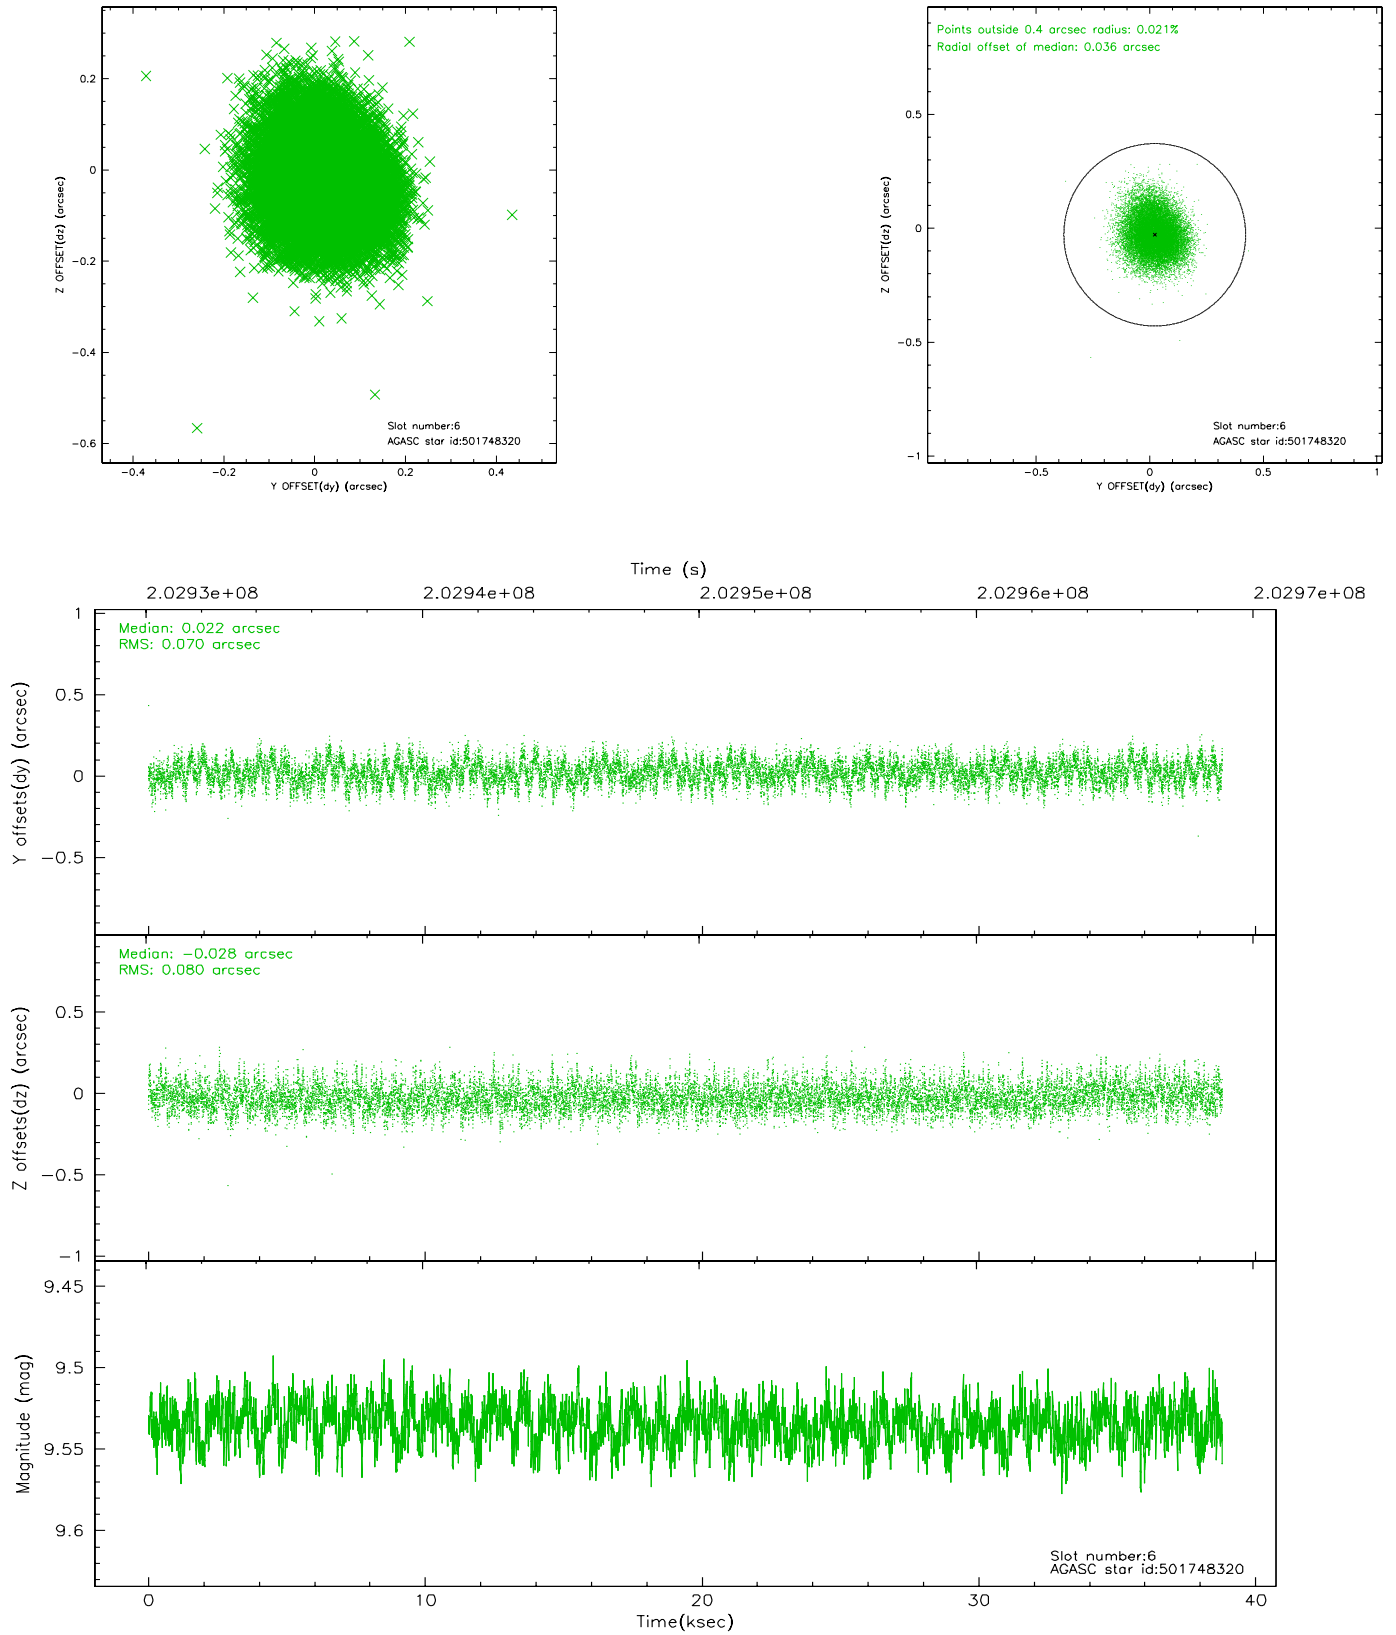 0.2
0
−0.2
−0.4
−0.6
Z OFFSET(dz) (arcsec)
Slot number:6
AGASC star id:501748320
−0.4 −0.2 0 0.2 0.4
Y OFFSET(dy) (arcsec)
Points outside 0.4 arcsec radius: 0.021%
Radial offset of median: 0.036 arcsec
0.5
0
−0.5
−1
Z OFFSET(dz) (arcsec)
Slot number:6
AGASC star id:501748320
−0.5 0 0.5 1
Y OFFSET(dy) (arcsec)
Time (s)
2.0293e+08 2.0294e+08 2.0295e+08 2.0296e+08 2.0297e+08
Median: 0.022 arcsec
RMS: 0.070 arcsec
1
0.5
0
−0.5
Y offsets(dy) (arcsec)
Median: −0.028 arcsec
RMS: 0.080 arcsec
0.5
0
−0.5
−1
Z offsets(dz) (arcsec)
9.45
9.5
9.55
9.6
Magnitude (mag)
Slot number:6
AGASC star id:501748320
0 10 20 30 40
Time(ksec)